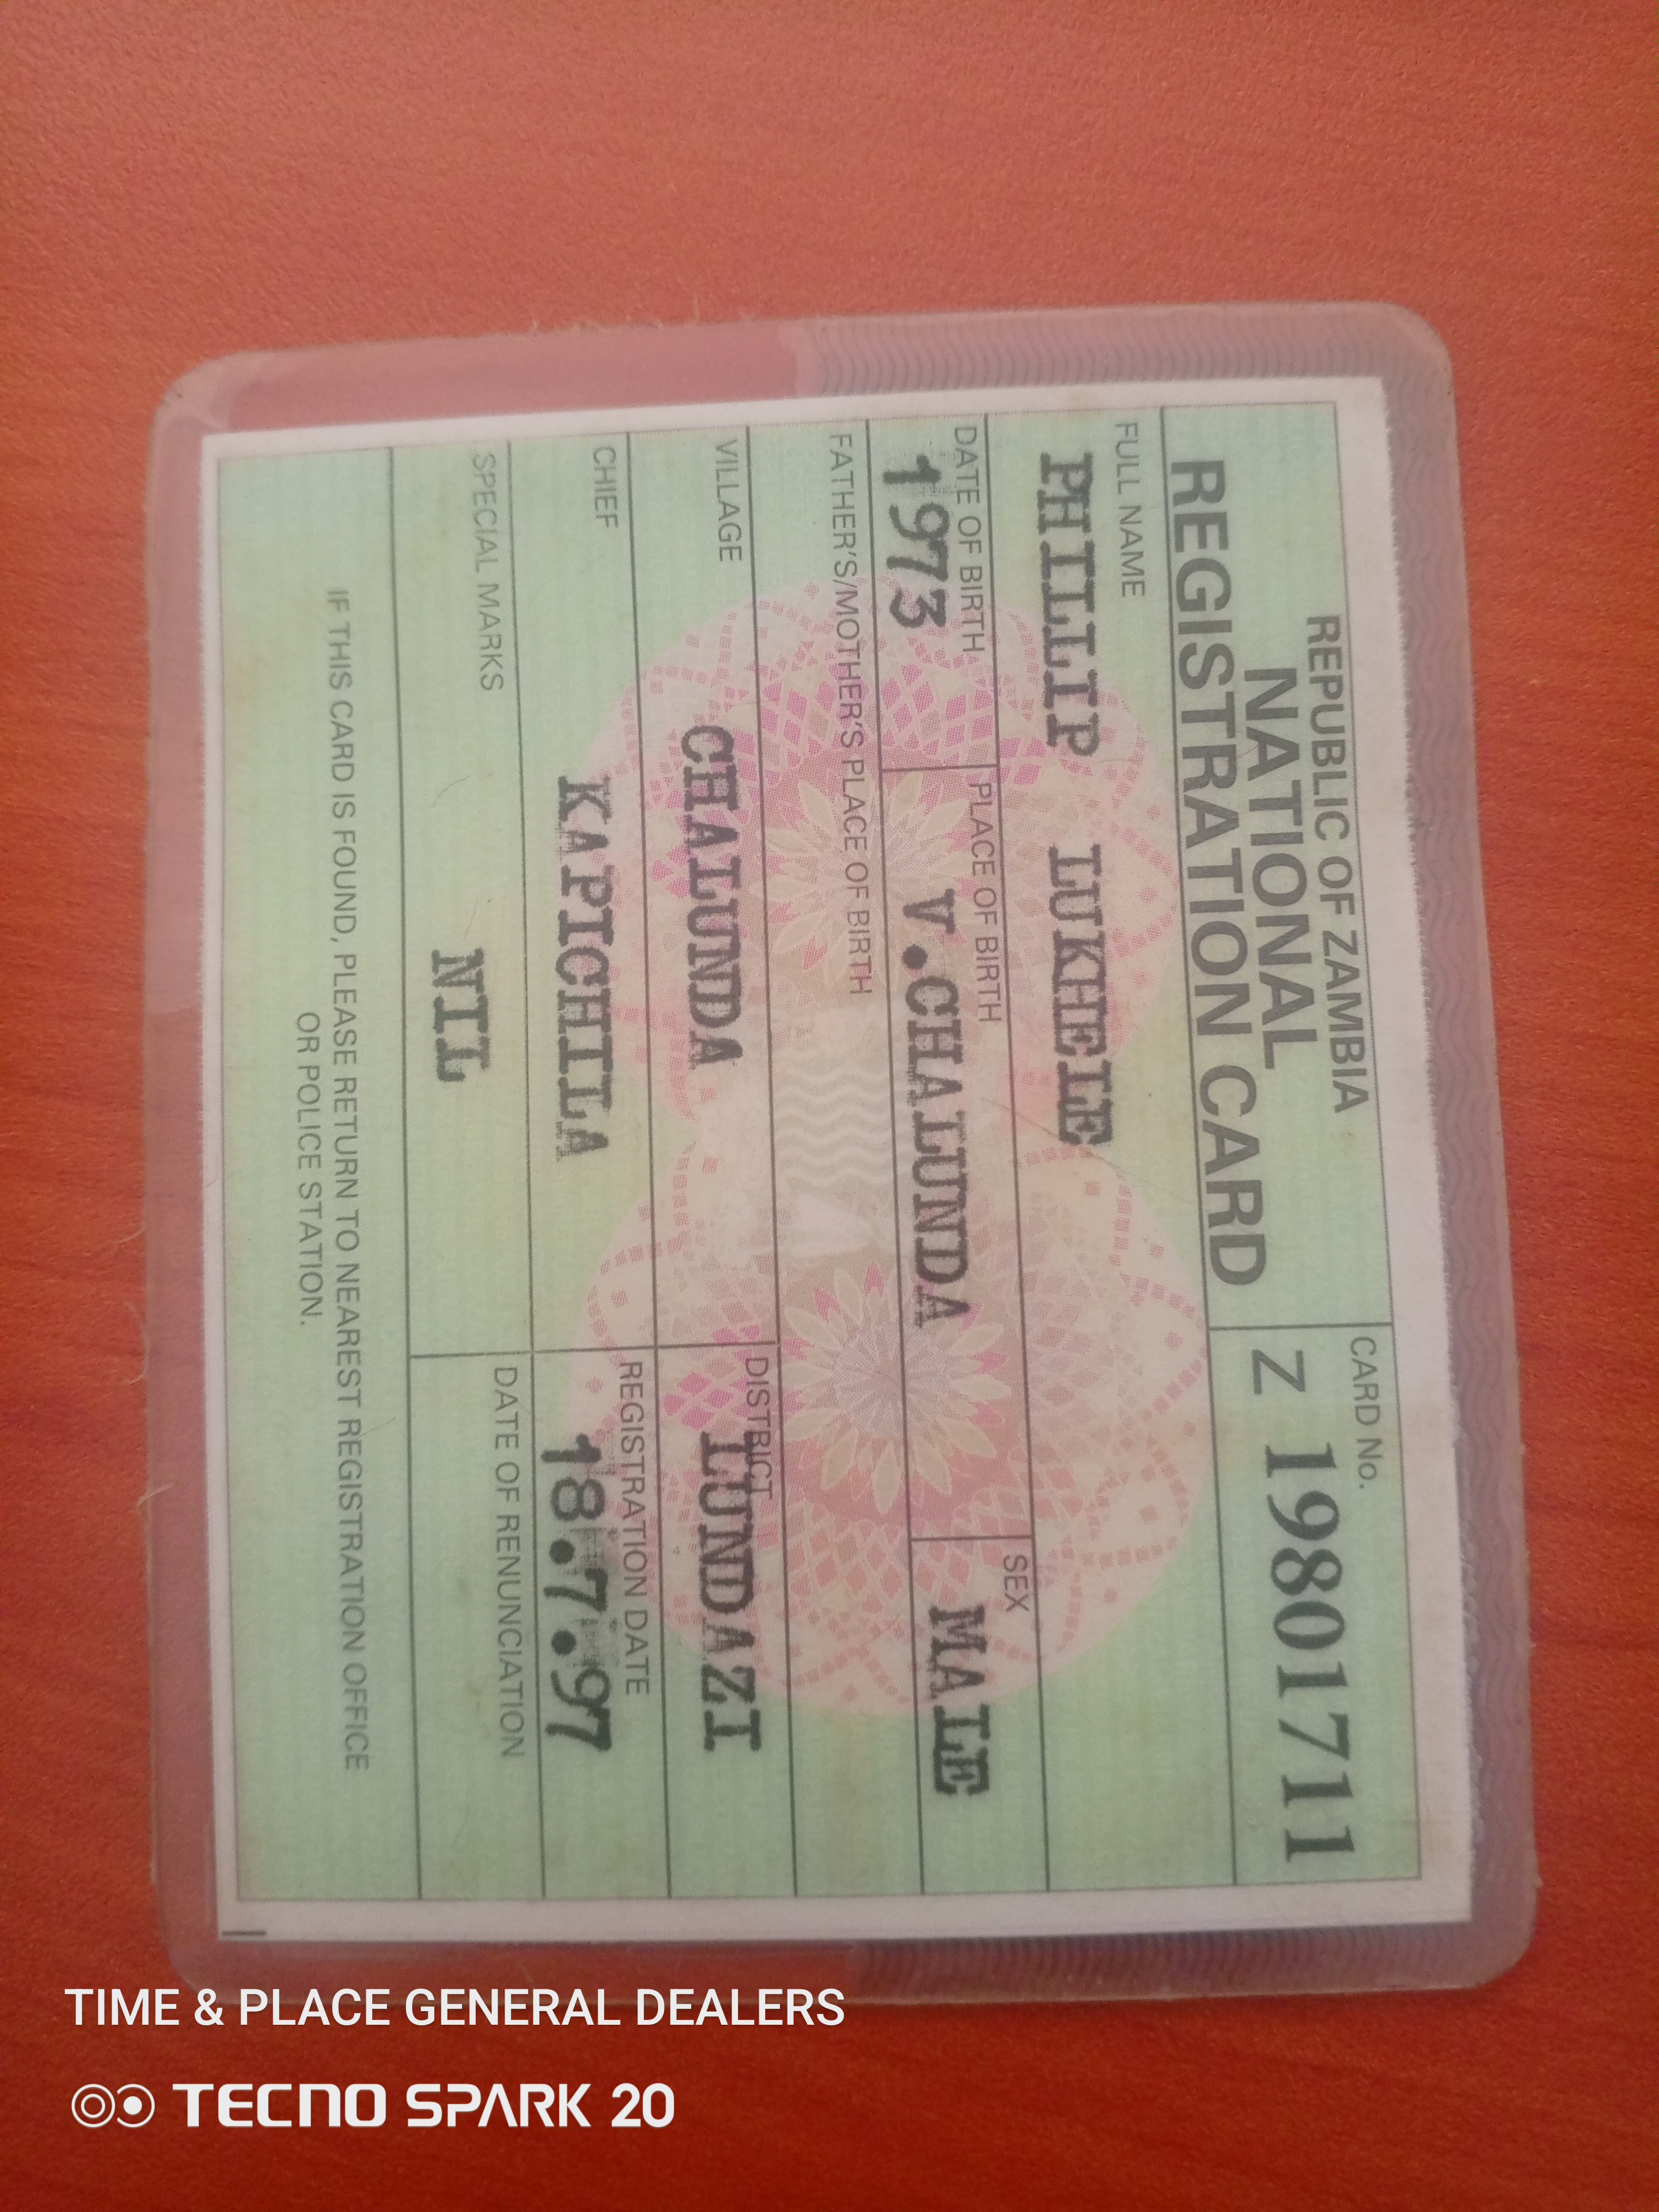 REPUBLIC OF ZAMBIA
NATIONAL
REGISTRATION CARD
CARD No.
Z 19801711
FULL NAME
PHILLIP LUKHELE
DATE OF BIRTH
1973
PLACE OF BIRTH
V.CHALUNDA
SEX
MALE
FATHER'S/MOTHER'S PLACE OF BIRTH
VILLAGE
CHALUNDA
DISTRICT
LUNDAZI
CHIEF
KAPICHILA
REGISTRATION DATE
18.7.97
SPECIAL MARKS
NIL
DATE OF RENUNCIATION
IF THIS CARD IS FOUND, PLEASE RETURN TO NEAREST REGISTRATION OFFICE
OR POLICE STATION.
TIME & PLACE GENERAL DEALERS
TECNO SPARK 20